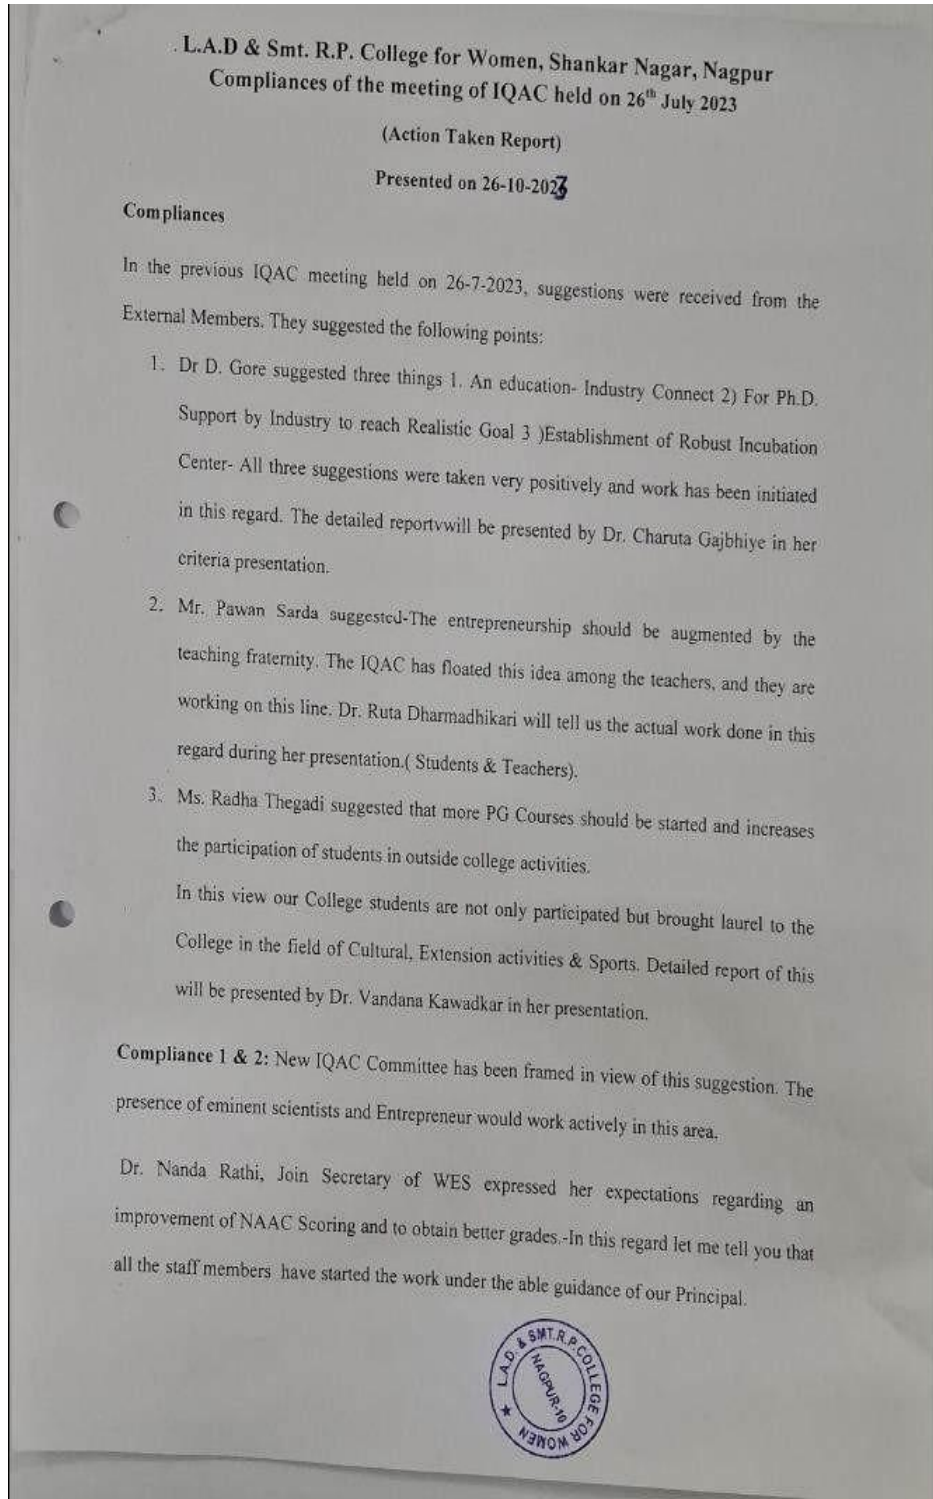 . L.A.D & Smt. R.P. College for Women, Shankar Nagar, Nagpur
Compliances of the meeting of IQAC held on 26th July 2023
(Action Taken Report)
Presented on 26-10-2023
Compliances
In the previous IQAC meeting held on 26-7-2023, suggestions were received from the
External Members. They suggested the following points:
1. Dr D. Gore suggested three things 1. An education- Industry Connect 2) For Ph.D.
Support by Industry to reach Realistic Goal 3 )Establishment of Robust Incubation
Center- All three suggestions were taken very positively and work has been initiated
in this regard. The detailed reportvwill be presented by Dr. Charuta Gajbhiye in her
criteria presentation.
2. Mr. Pawan Sarda suggested-The entrepreneurship should be augmented by the
teaching fraternity. The IQAC has floated this idea among the teachers, and they are
working on this line. Dr. Ruta Dharmadhikari will tell us the actual work done in this
regard during her presentation.( Students & Teachers).
3. Ms. Radha Thegadi suggested that more PG Courses should be started and increases
the participation of students in outside college activities.
In this view our College students are not only participated but brought laurel to the
College in the field of Cultural, Extension activities & Sports. Detailed report of this
will be presented by Dr. Vandana Kawadkar in her presentation.
Compliance 1 & 2: New IQAC Committee has been framed in view of this suggestion. The
presence of eminent scientists and Entrepreneur would work actively in this area.
Dr. Nanda Rathi, Join Secretary of WES expressed her expectations regarding an
improvement of NAAC Scoring and to obtain better grades.-In this regard let me tell you that
all the staff members have started the work under the able guidance of our Principal.
L.A.D. & SMT.R.P.COLLEGE FOR WOMEN
NAGPUR-10